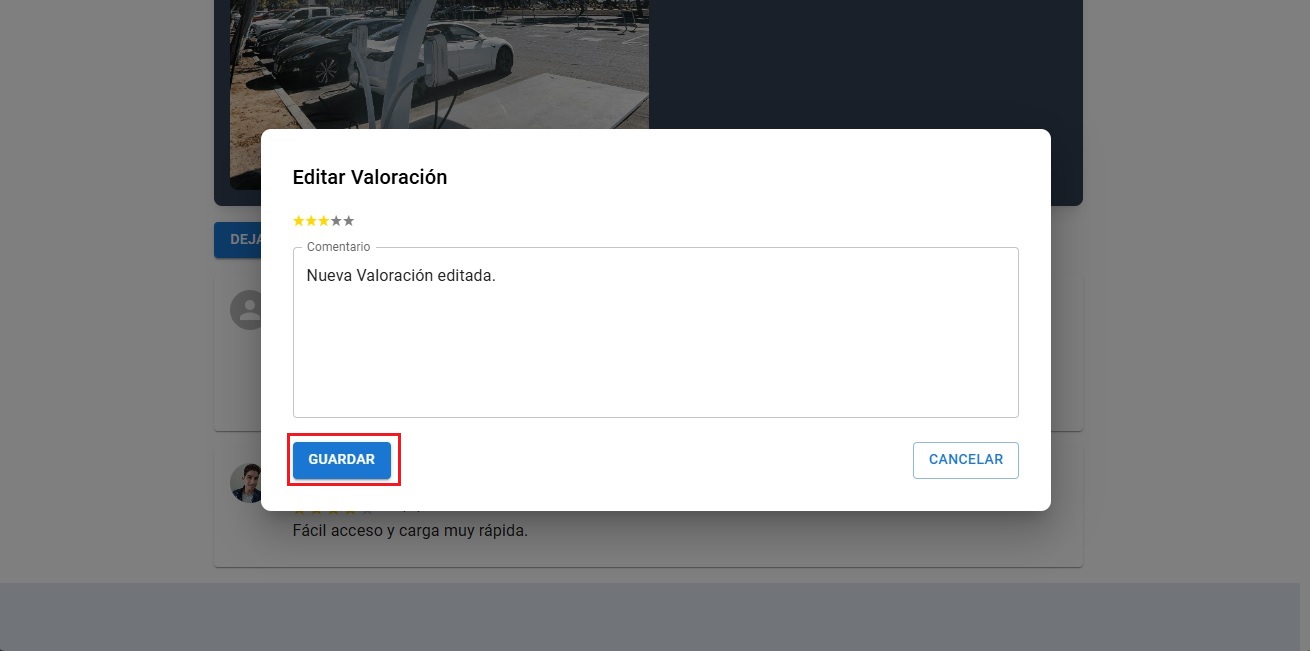 Editar Valoración
DEJA
Comentario
Nueva Valoración editada.
GUARDAR
CANCELAR
Fácil acceso y carga muy rápida.